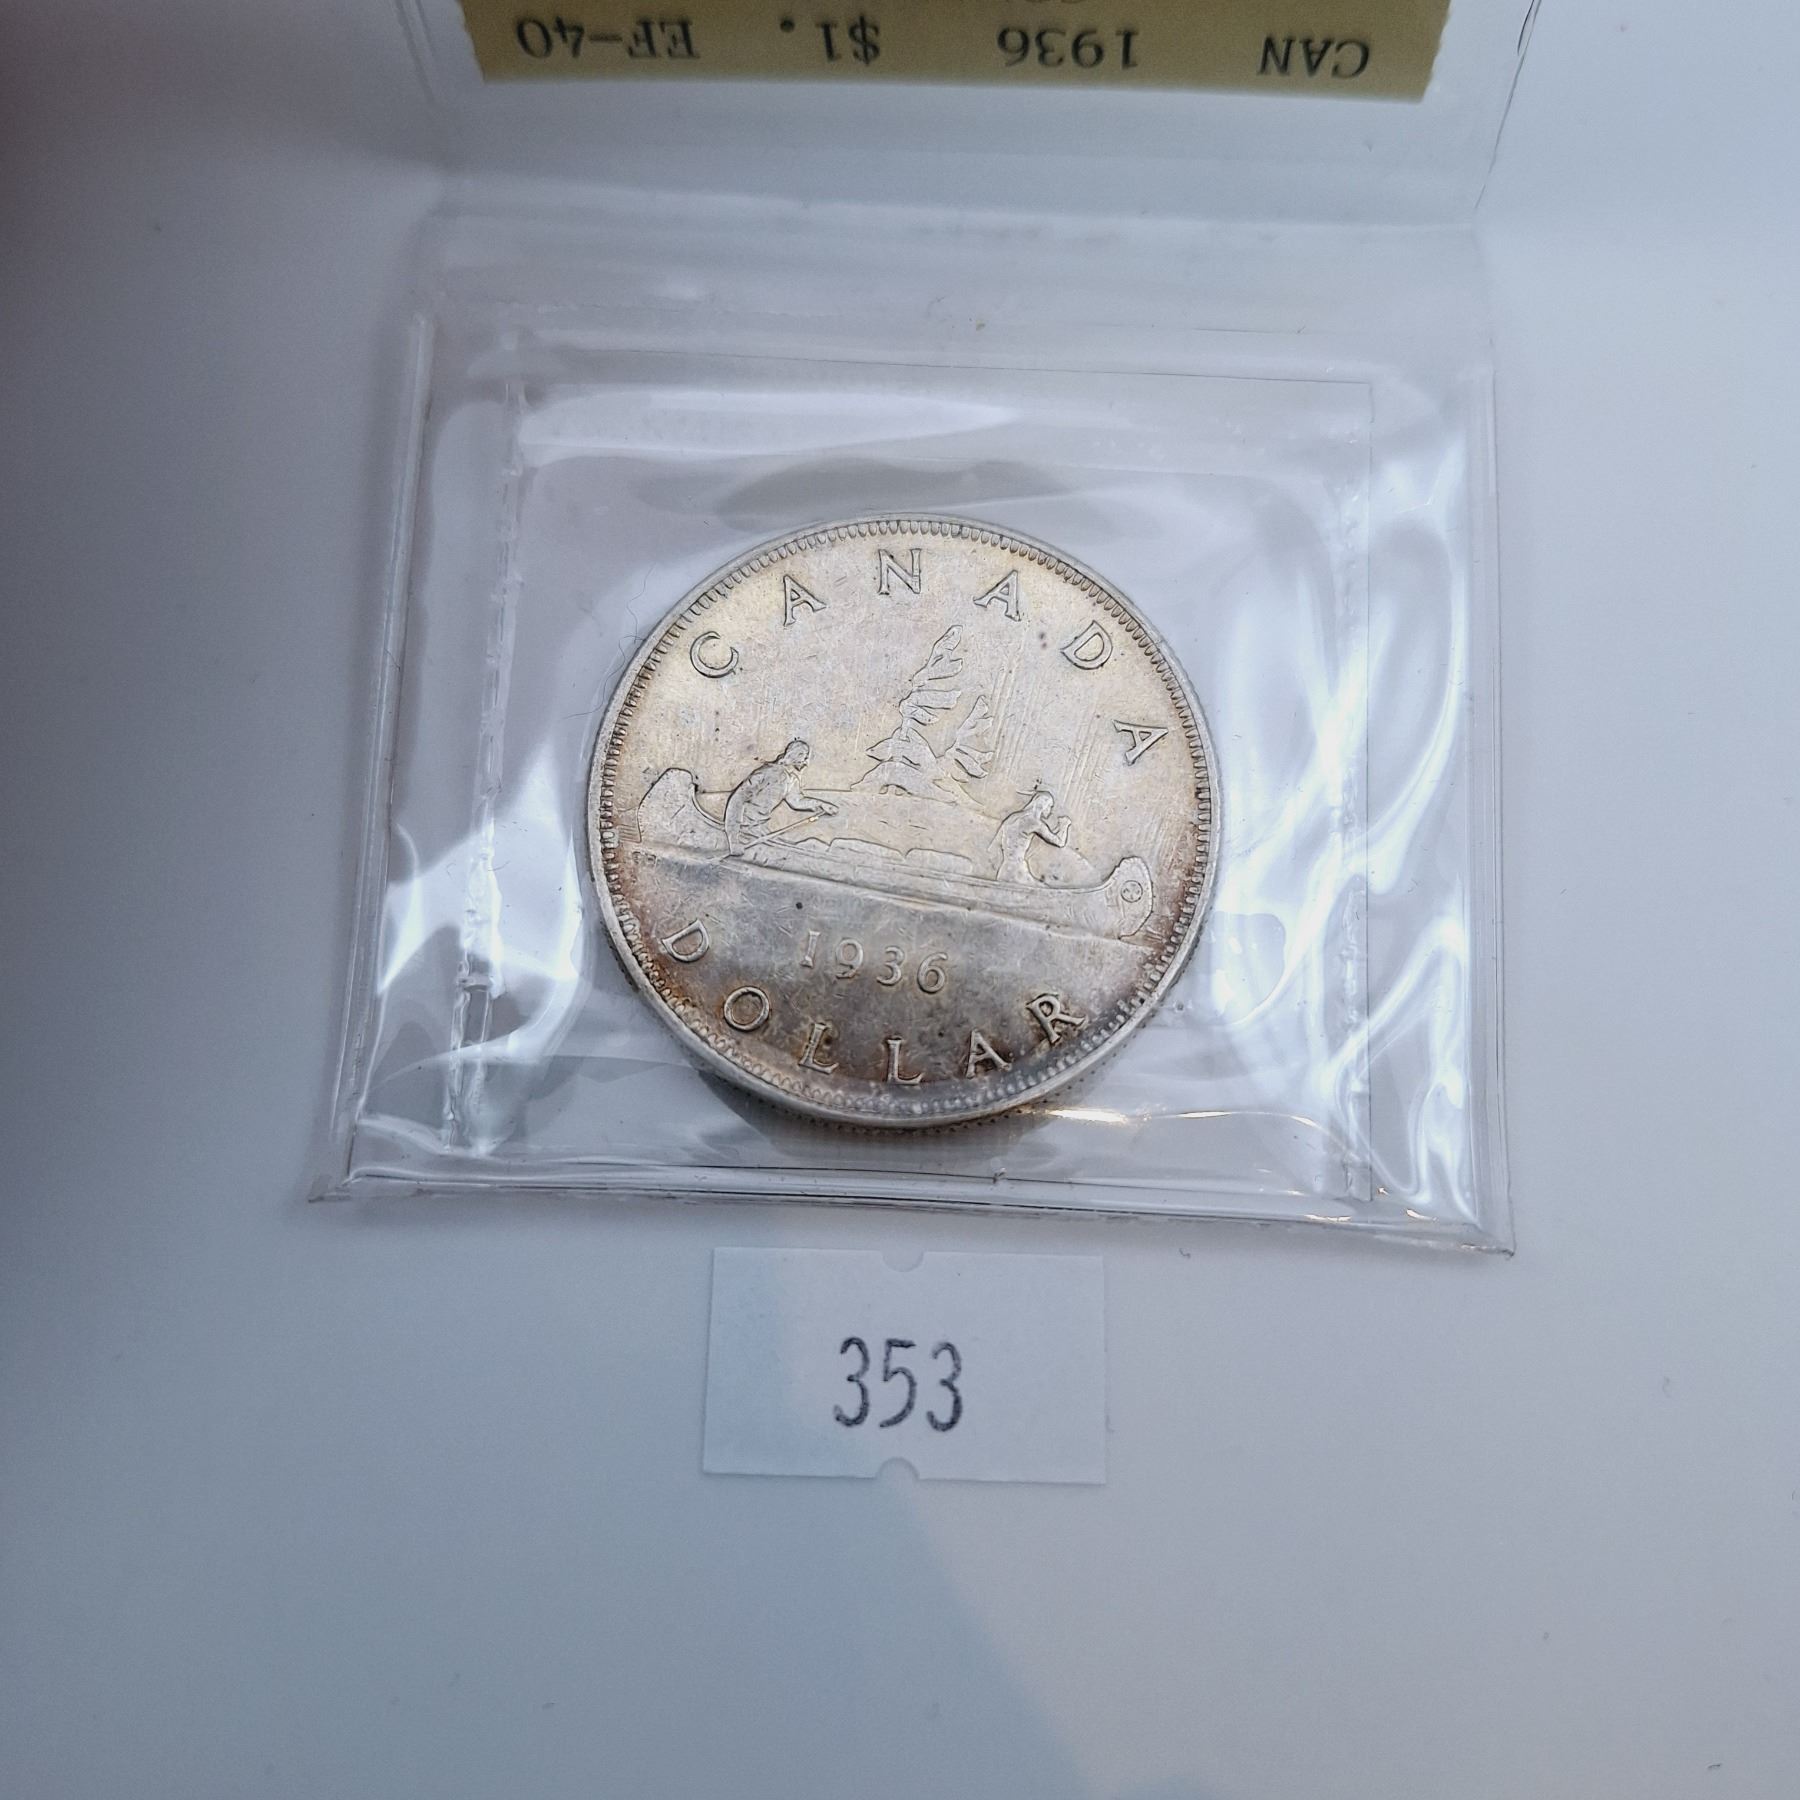 CAN 1936 $1. EF-40
CANADA
1936
DOLLAR
353